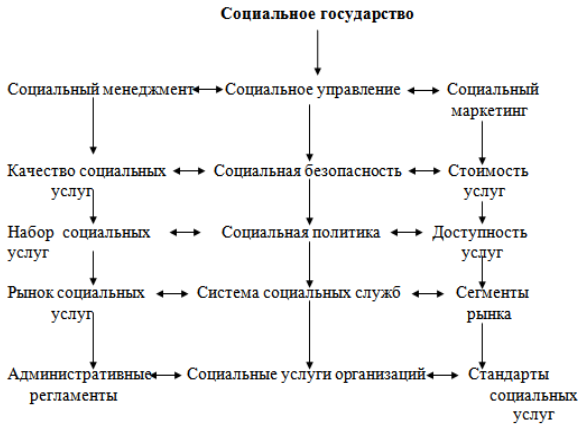 Социальное государство
Социальный менеджмент Социальное управление Социальный
маркетинг
Качество социальных Социальная безопасность Стоимость
услуг услуг
Набор социальных Социальная политика Доступность
услуг услуг
Рынок социальных Система социальных служб Сегменты
услуг рынка
Административные Социальные услуги организаций Стандарты
регламенты социальных
услуг